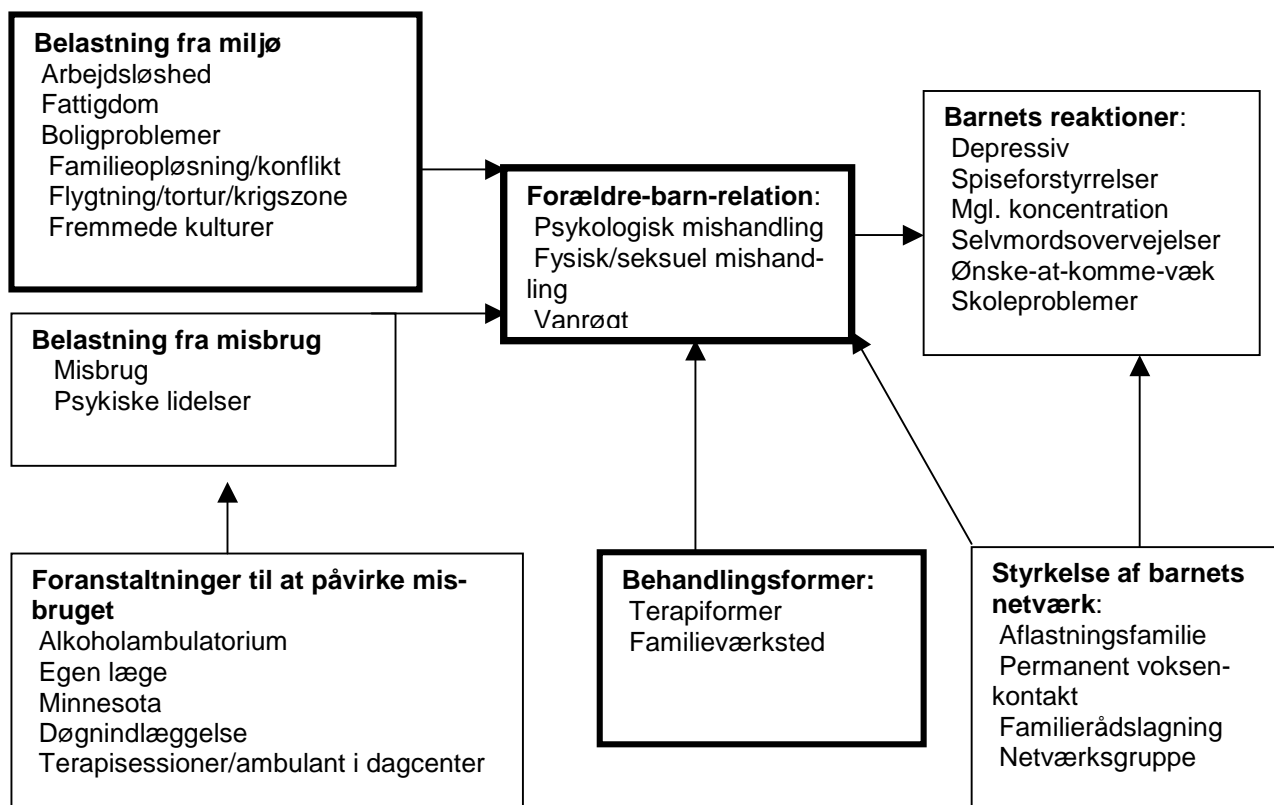 Belastning fra miljø
Arbejdsløshed
Fattigdom
Boligproblemer
Familieopløsning/konflikt
Flygtning/tortur/krigszone
Fremmede kulturer
Belastning fra misbrug
Misbrug
Psykiske lidelser
Forældre-barn-relation:
Psykologisk mishandling
Fysisk/seksuel mishand-
ling
Vanrøgt
Barnets reaktioner:
Depressiv
Spiseforstyrrelser
Mgl. koncentration
Selvmordsovervejelser
Ønske-at-komme-væk
Skoleproblemer
Foranstaltninger til at påvirke mis-
bruget
Alkoholambulatorium
Egen læge
Minnesota
Døgnindlæggelse
Terapisessioner/ambulant i dagcenter
Behandlingsformer:
Terapiformer
Familieværksted
Styrkelse af barnets
netværk:
Aflastningsfamilie
Permanent voksen-
kontakt
Familierådslagning
Netværksgruppe